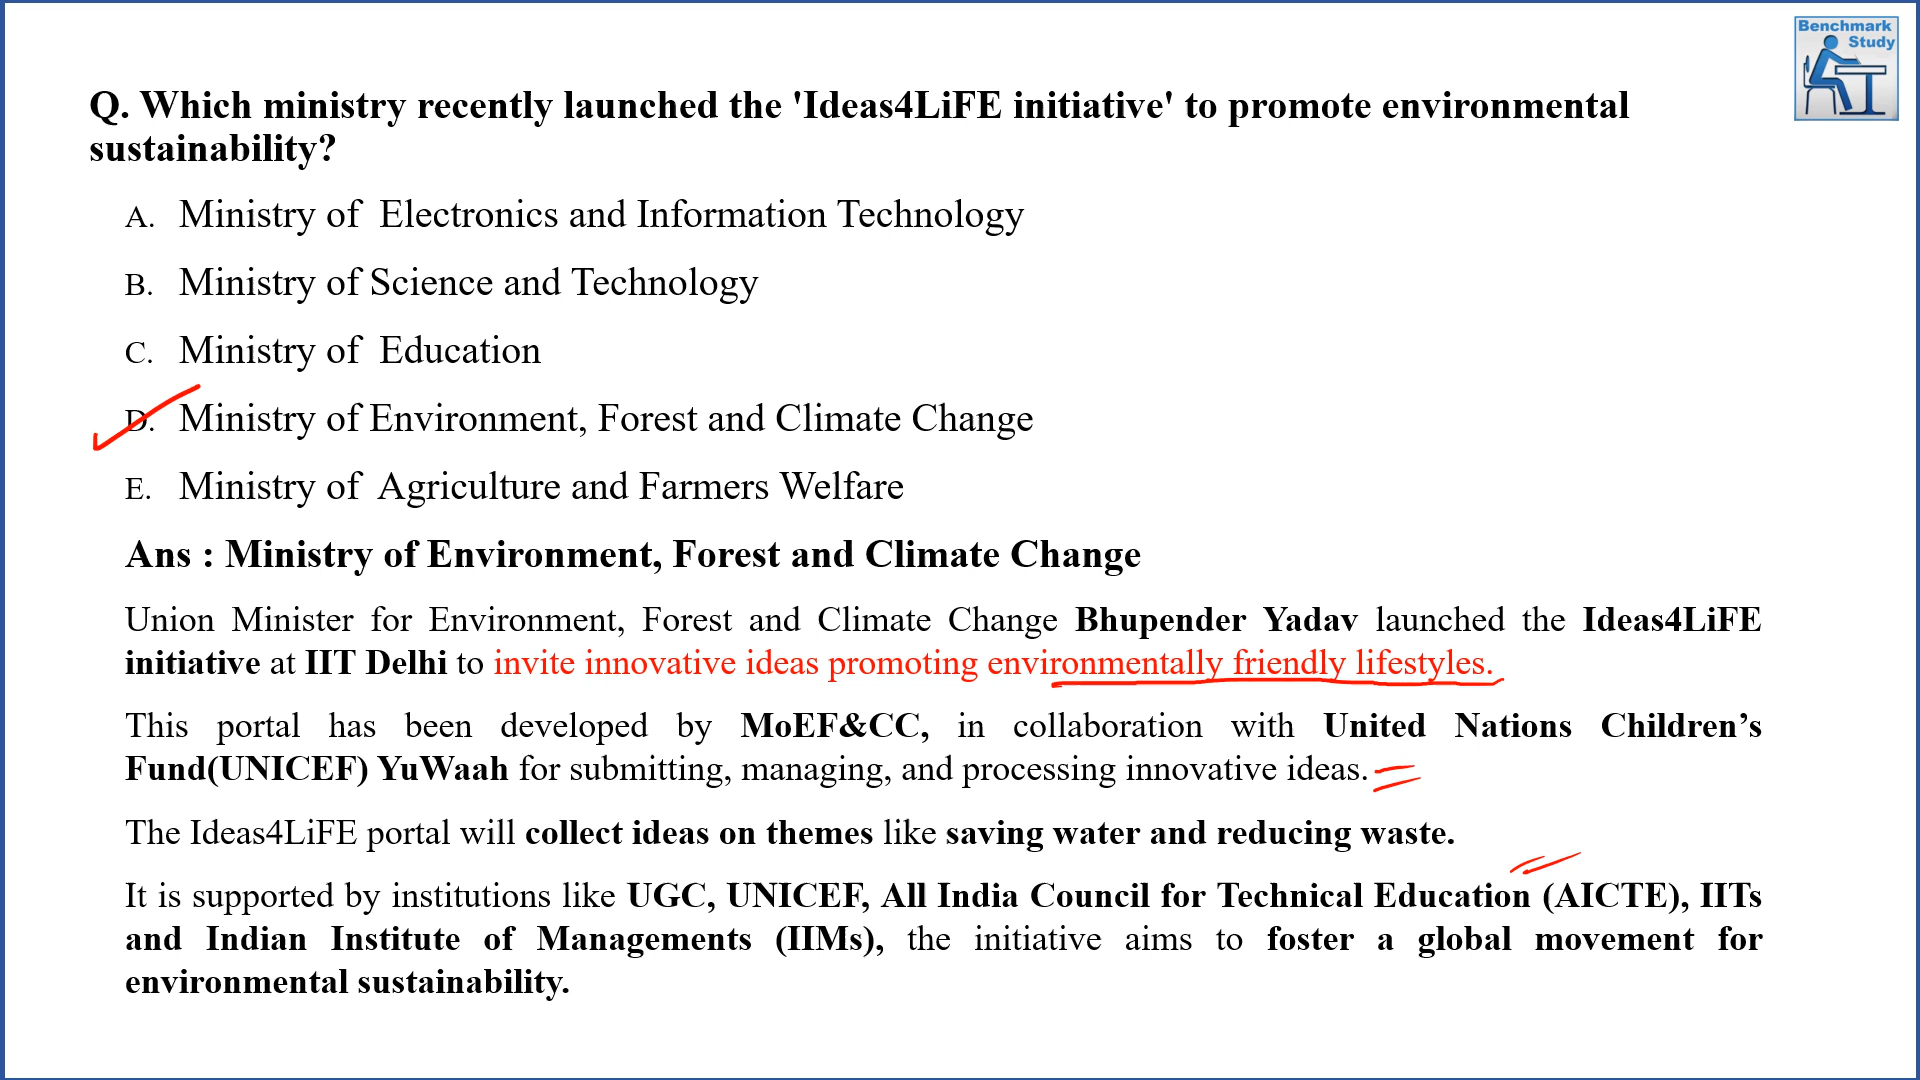 Benchmark
Study
Q. Which ministry recently launched the 'Ideas4LiFE initiative' to promote environmental
sustainability?
A. Ministry of Electronics and Information Technology
B. Ministry of Science and Technology
C. Ministry of Education
D. Ministry of Environment, Forest and Climate Change
E. Ministry of Agriculture and Farmers Welfare
Ans : Ministry of Environment, Forest and Climate Change
Union Minister for Environment, Forest and Climate Change Bhupender Yadav launched the Ideas4LiFE
initiative at IIT Delhi to invite innovative ideas promoting environmentally friendly lifestyles.
This portal has been developed by MoEF&CC, in collaboration with United Nations Children’s
Fund(UNICEF) YuWaah for submitting, managing, and processing innovative ideas.
The Ideas4LiFE portal will collect ideas on themes like saving water and reducing waste.
It is supported by institutions like UGC, UNICEF, All India Council for Technical Education (AICTE), IITs
and Indian Institute of Managements (IIMs), the initiative aims to foster a global movement for
environmental sustainability.